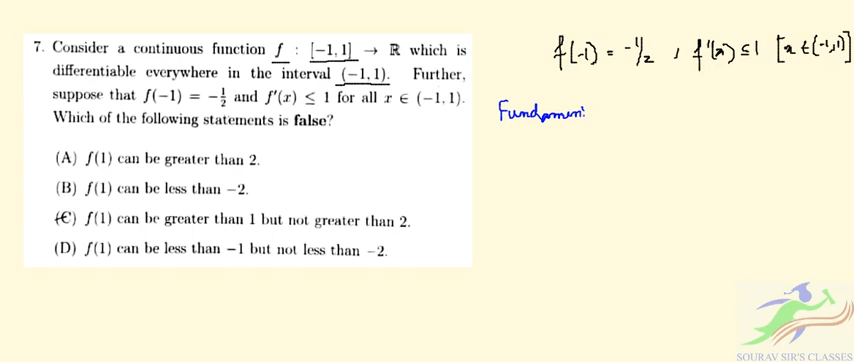 7. Consider a continuous function f : [−1, 1] → ℝ which is
differentiable everywhere in the interval (−1, 1). Further,
suppose that f(−1) = −1/2 and f′(x) ≤ 1 for all x ∈ (−1, 1).
Which of the following statements is false?
(A) f(1) can be greater than 2.
(B) f(1) can be less than −2.
(C) f(1) can be greater than 1 but not greater than 2.
(D) f(1) can be less than −1 but not less than −2.
f(-1) = -1/2 , f'(x) ≤ 1 [x ∈ (-1,1)]
Fundamen
SOURAV SIR'S CLASSES